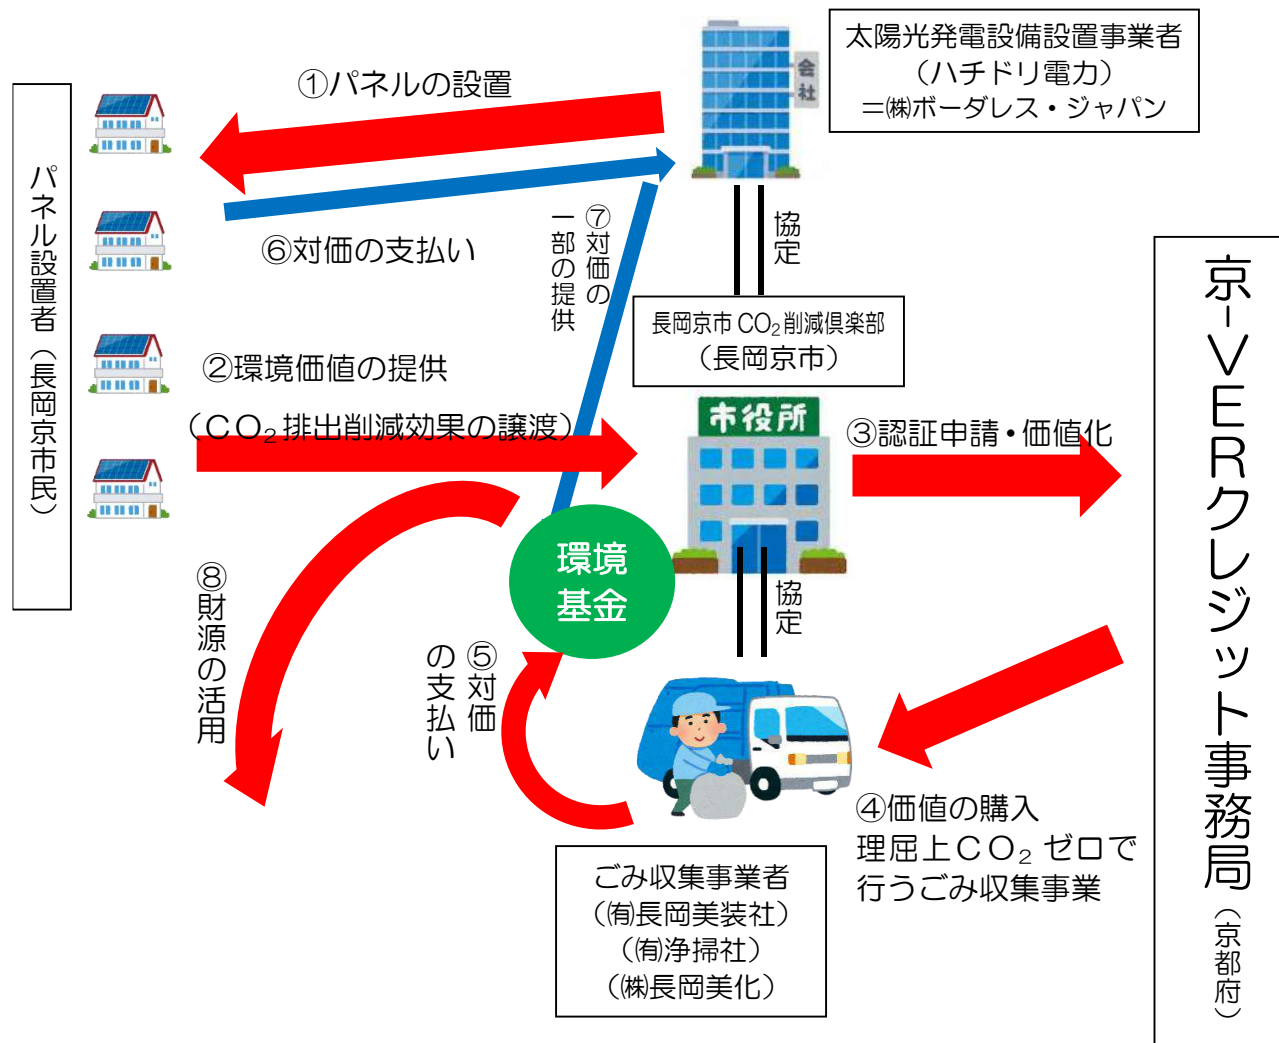 太陽光発電設備設置事業者
（ハチドリ電力）
＝㈱ボーダレス・ジャパン
会社
①パネルの設置
パネル設置者（長岡京市民）
⑥対価の支払い
⑦対価の
一部の提供
協定
長岡京市 CO₂削減倶楽部
（長岡京市）
②環境価値の提供
（ＣＯ₂排出削減効果の譲渡）
市役所
③認証申請・価値化
京-ＶＥＲクレジット事務局（京都府）
環境
基金
協定
⑧財源の活用
⑤対価
の支払い
④価値の購入
理屈上ＣＯ₂ ゼロで
行うごみ収集事業
ごみ収集事業者
（㈲長岡美装社）
（㈲浄掃社）
（㈱長岡美化）